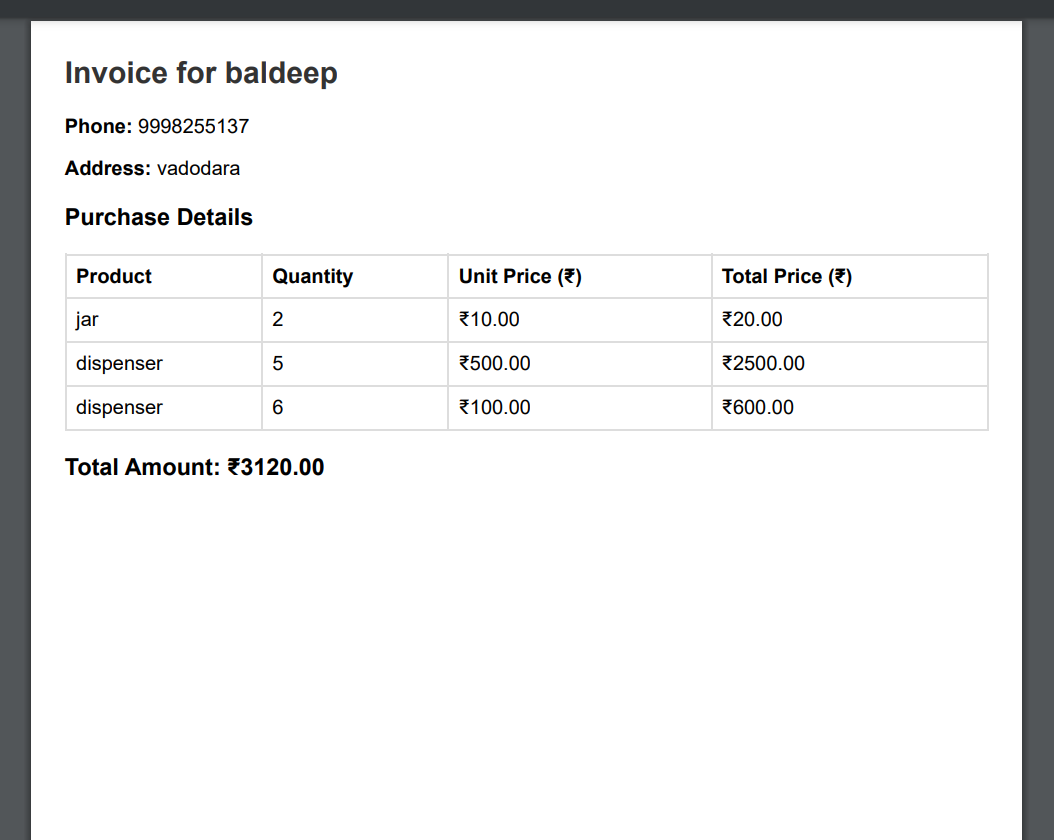 Invoice for baldeep
Phone: 9998255137
Address: vadodara
Purchase Details
Product Quantity Unit Price (₹) Total Price (₹)
jar 2 ₹10.00 ₹20.00
dispenser 5 ₹500.00 ₹2500.00
dispenser 6 ₹100.00 ₹600.00
Total Amount: ₹3120.00